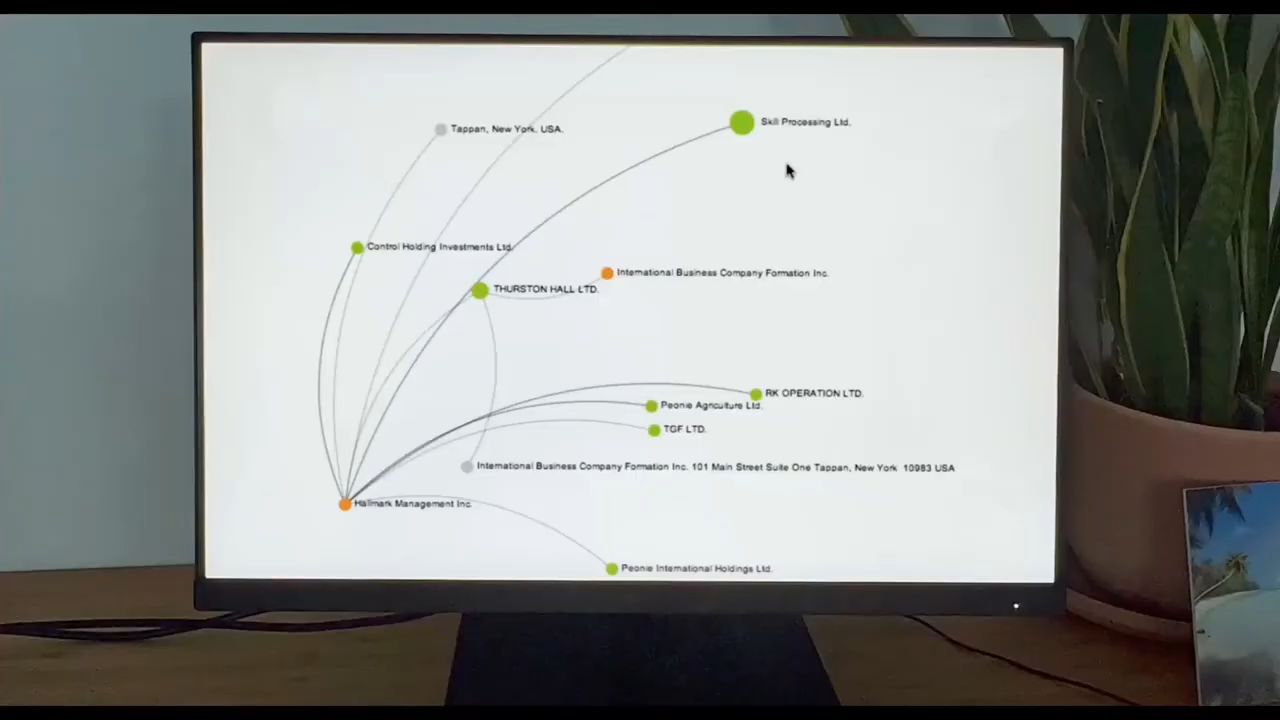 Skill Processing Ltd.
Tappan, New York. USA.
Control Holding Investments Ltd.
International Business Company Formation Inc.
THURSTON HALL LTD.
RK OPERATION LTD.
Peonie Agriculture Ltd.
TGF LTD.
International Business Company Formation Inc. 101 Main Street Suite One Tappan, New York 10983 USA
Hallmark Management Inc.
Peonie International Holdings Ltd.